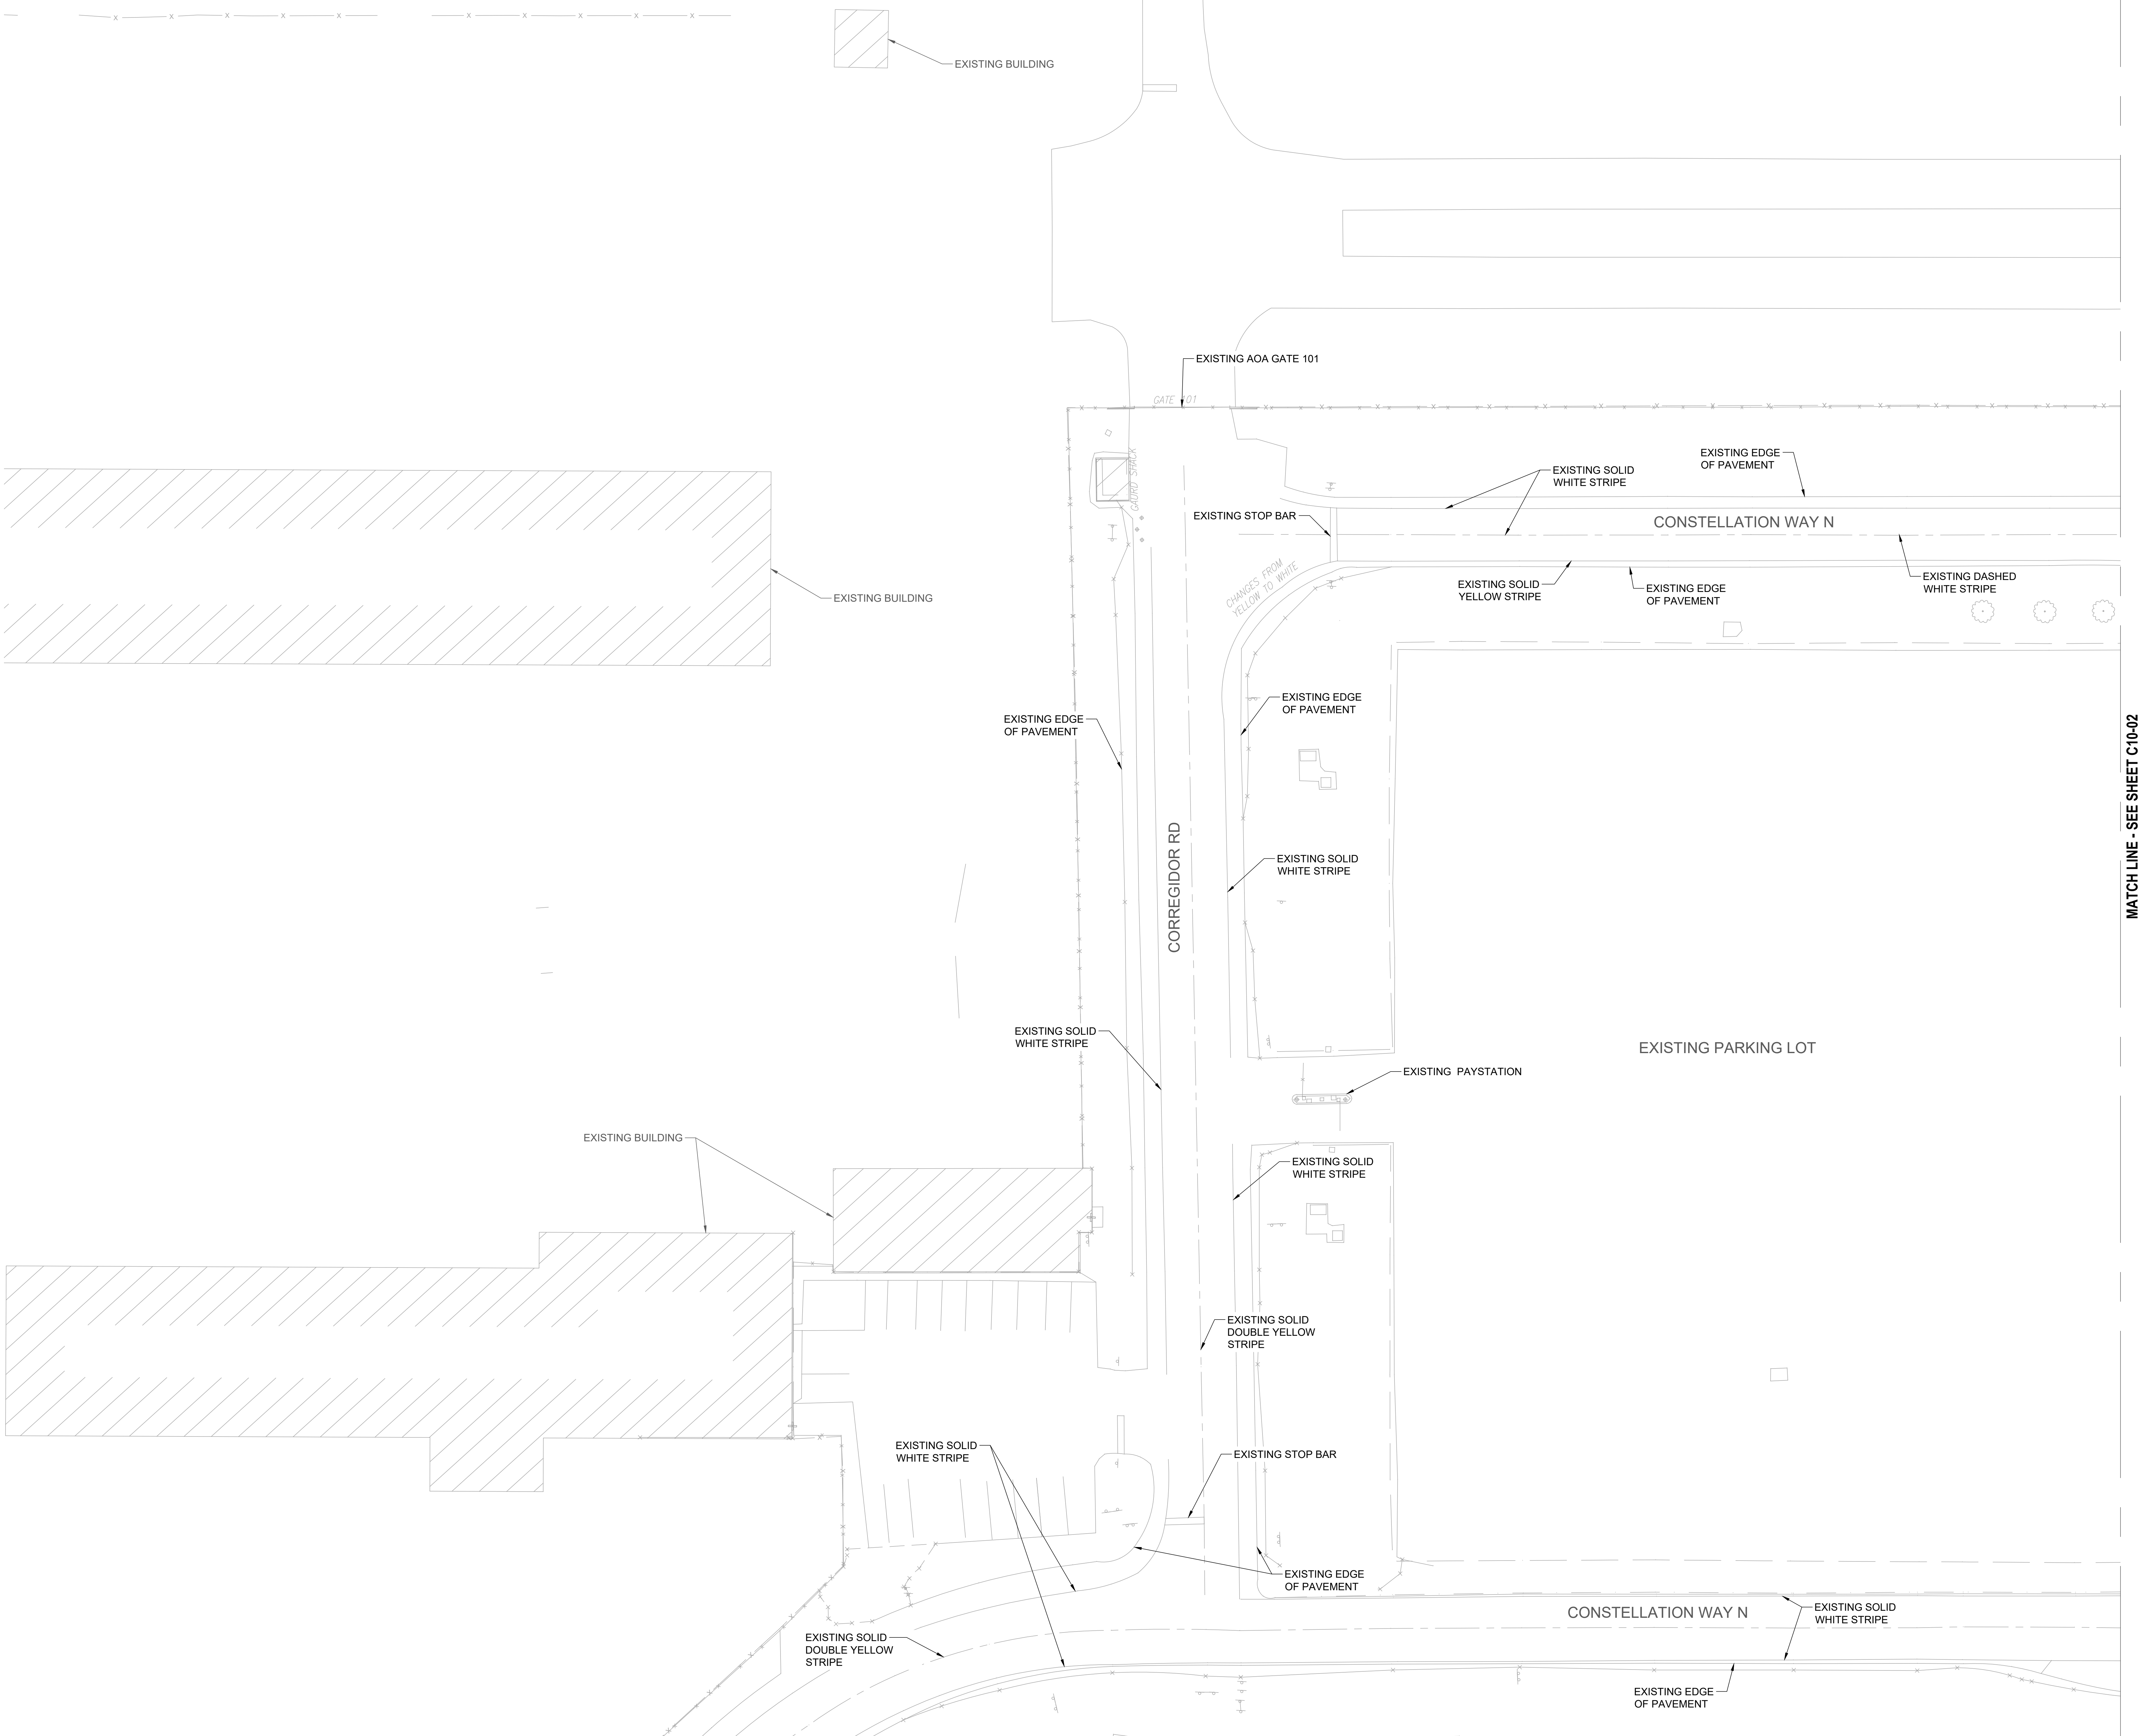 EXISTING BUILDING
EXISTING AOA GATE 101
GATE 101
GAURD SHACK
EXISTING EDGE
OF PAVEMENT
EXISTING SOLID
WHITE STRIPE
EXISTING STOP BAR
CONSTELLATION WAY N
CHANGES FROM
YELLOW TO WHITE
EXISTING SOLID
YELLOW STRIPE
EXISTING EDGE
OF PAVEMENT
EXISTING DASHED
WHITE STRIPE
EXISTING BUILDING
EXISTING EDGE
OF PAVEMENT
EXISTING EDGE
OF PAVEMENT
MATCH LINE - SEE SHEET C10-02
CORREGIDOR RD
EXISTING SOLID
WHITE STRIPE
EXISTING SOLID
WHITE STRIPE
EXISTING PARKING LOT
EXISTING  PAYSTATION
EXISTING BUILDING
EXISTING SOLID
WHITE STRIPE
EXISTING SOLID
DOUBLE YELLOW
STRIPE
EXISTING SOLID
WHITE STRIPE
EXISTING STOP BAR
EXISTING EDGE
OF PAVEMENT
CONSTELLATION WAY N
EXISTING SOLID
WHITE STRIPE
EXISTING SOLID
DOUBLE YELLOW
STRIPE
EXISTING EDGE
OF PAVEMENT